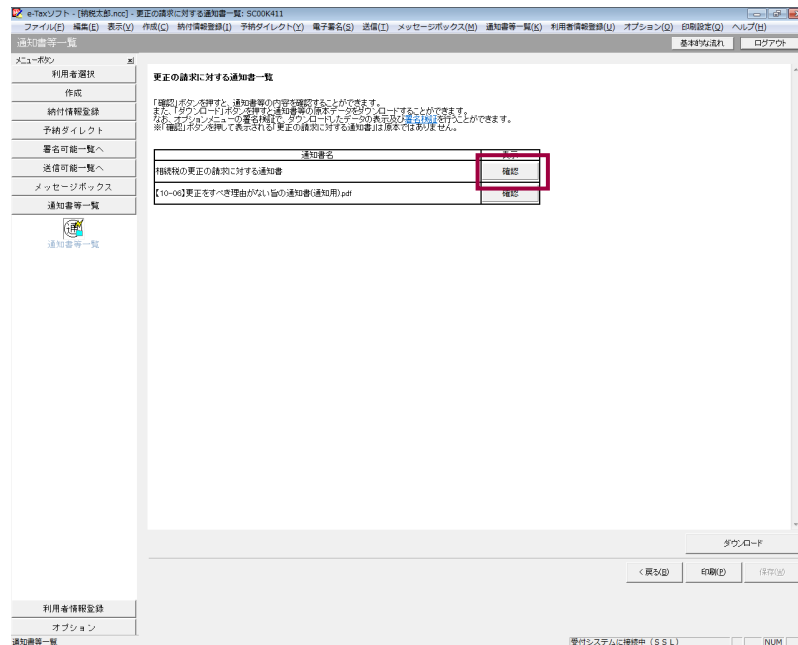 e-Taxソフト - [納税太郎.ncc] - 更正の請求に対する通知書一覧: SC00K411
ファイル(F) 編集(E) 表示(V) 作成(C) 納付情報登録(I) 予納ダイレクト(Y) 電子署名(S) 送信(T) メッセージボックス(M) 通知書等一覧(K) 利用者情報登録(U) オプション(O) 印刷設定(Q) ヘルプ(H)
通知書等一覧 基本的な流れ ログアウト
メニューボタン
利用者選択
作成
納付情報登録
予納ダイレクト
署名可能一覧へ
送信可能一覧へ
メッセージボックス
通知書等一覧
通
通知書等一覧
更正の請求に対する通知書一覧
「確認」ボタンを押すと、通知書等の内容を確認することができます。
また、「ダウンロード」ボタンを押すと通知書等の原本データをダウンロードすることができます。
なお、オプションメニューの署名検証で、ダウンロードしたデータの表示及び署名検証を行うことができます。
※「確認」ボタンを押して表示される「更正の請求に対する通知書」は原本ではありません。
通知書名 表示
相続税の更正の請求に対する通知書 確認
【10-06】更正をすべき理由がない旨の通知書(通知用).pdf 確認
ダウンロード
< 戻る(B) 印刷(P) 保存(W)
利用者情報登録
オプション
通知書等一覧 受付システムに接続中(SSL) NUM